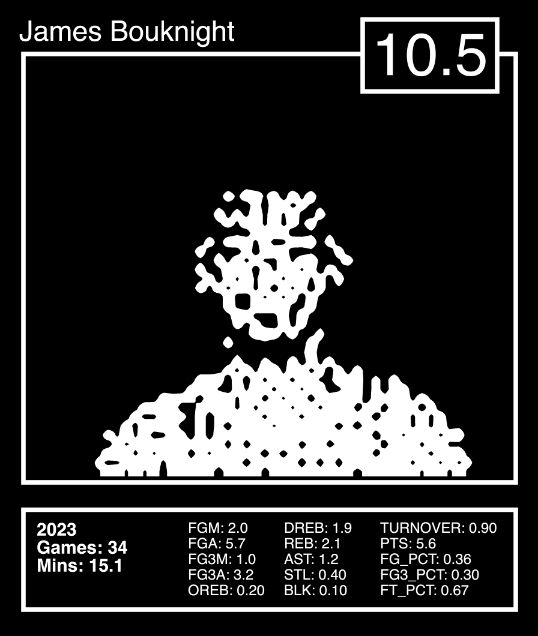 James Bouknight
10.5
2023
Games: 34
Mins: 15.1
FGM: 2.0
FGA: 5.7
FG3M: 1.0
FG3A: 3.2
OREB: 0.20
DREB: 1.9
REB: 2.1
AST: 1.2
STL: 0.40
BLK: 0.10
TURNOVER: 0.90
PTS: 5.6
FG_PCT: 0.36
FG3_PCT: 0.30
FT_PCT: 0.67